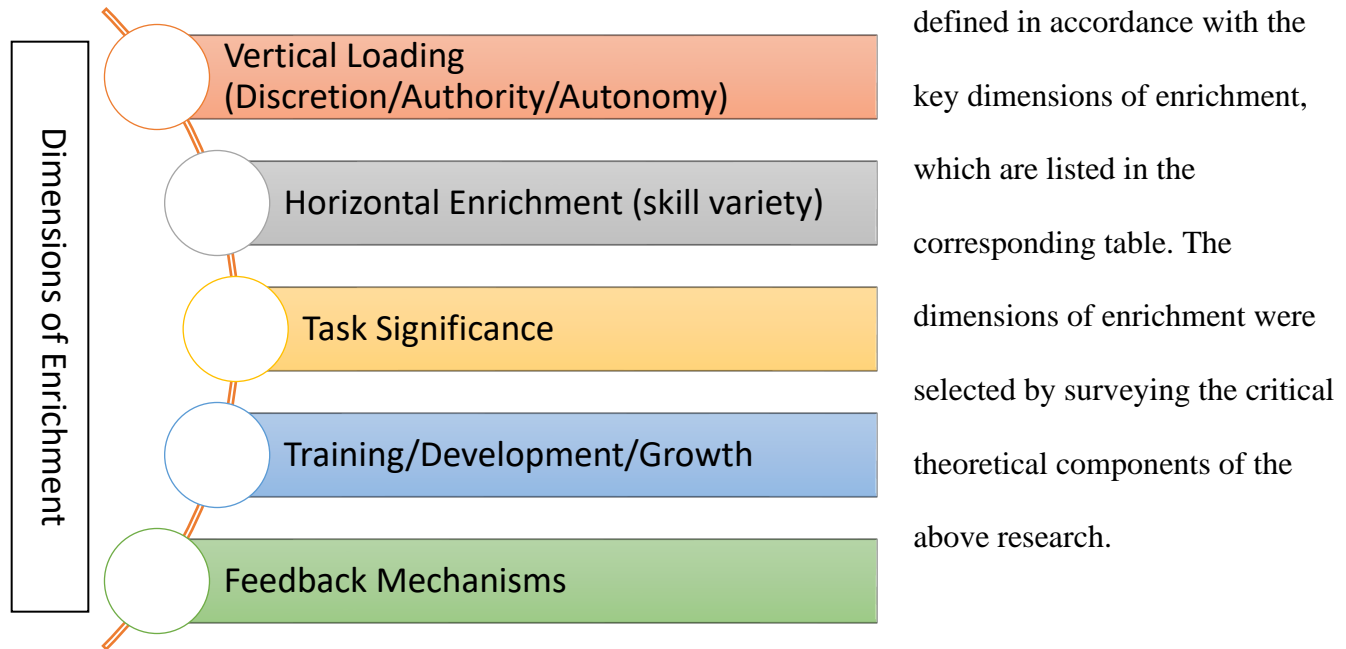 Dimensions of Enrichment
Vertical Loading
(Discretion/Authority/Autonomy)
Horizontal Enrichment (skill variety)
Task Significance
Training/Development/Growth
Feedback Mechanisms
defined in accordance with the
key dimensions of enrichment,
which are listed in the
corresponding table. The
dimensions of enrichment were
selected by surveying the critical
theoretical components of the
above research.